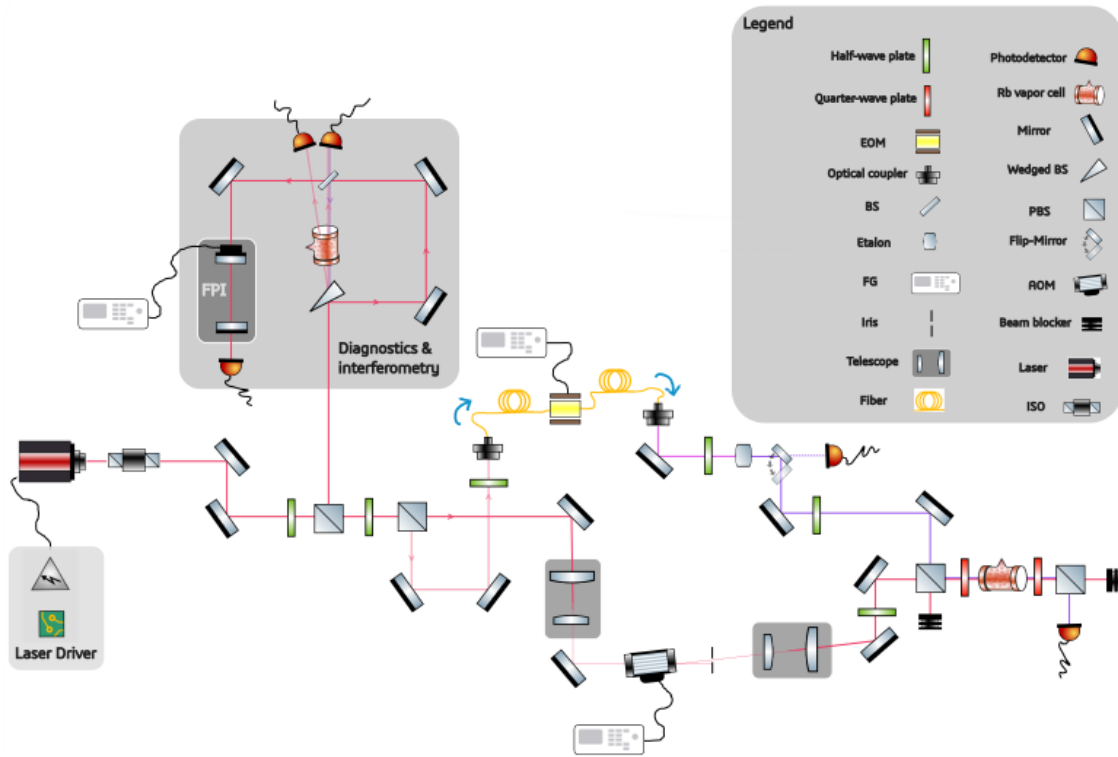 Legend
Half-wave plate
Photodetector
Quarter-wave plate
Rb vapor cell
EOM
Mirror
Optical coupler
Wedged BS
BS
PBS
Etalon
Flip-Mirror
FG
AOM
Iris
Beam blocker
Telescope
Laser
Fiber
ISO
FPI
Diagnostics &
interferometry
Laser Driver